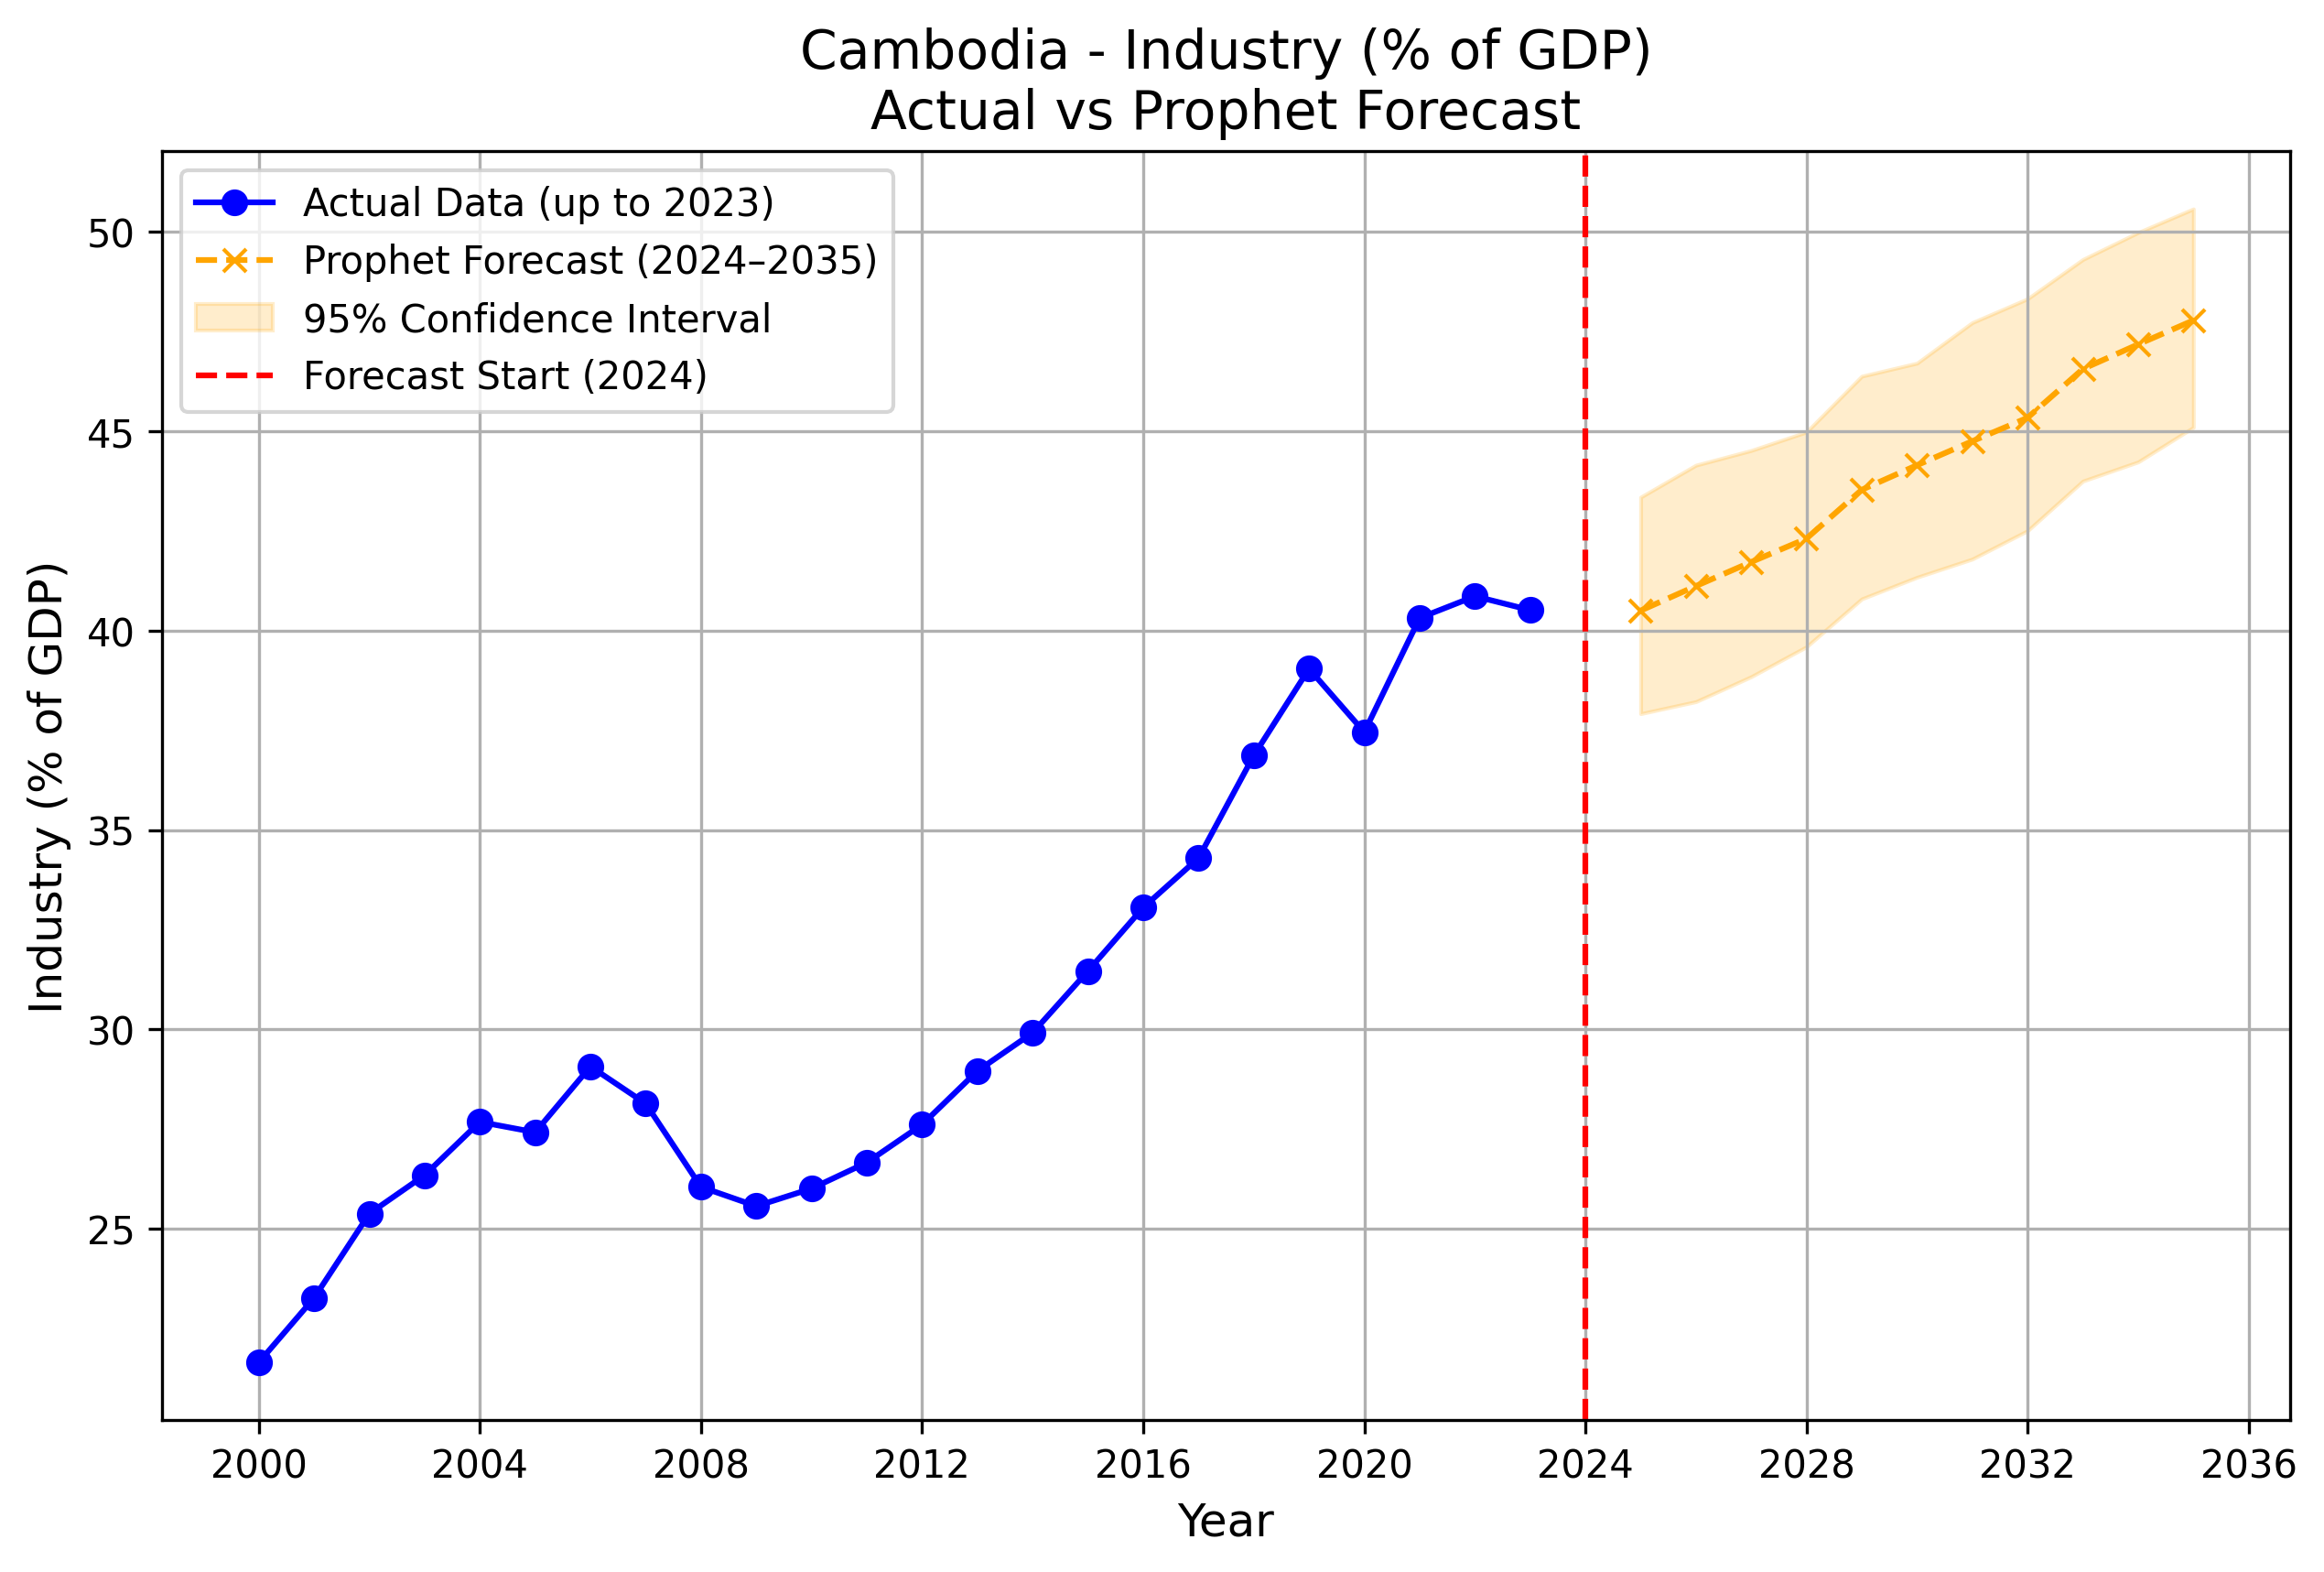 Cambodia - Industry (% of GDP)
Actual vs Prophet Forecast
Actual Data (up to 2023)
Prophet Forecast (2024–2035)
95% Confidence Interval
Forecast Start (2024)
Industry (% of GDP)
50
45
40
35
30
25
2000 2004 2008 2012 2016 2020 2024 2028 2032 2036
Year